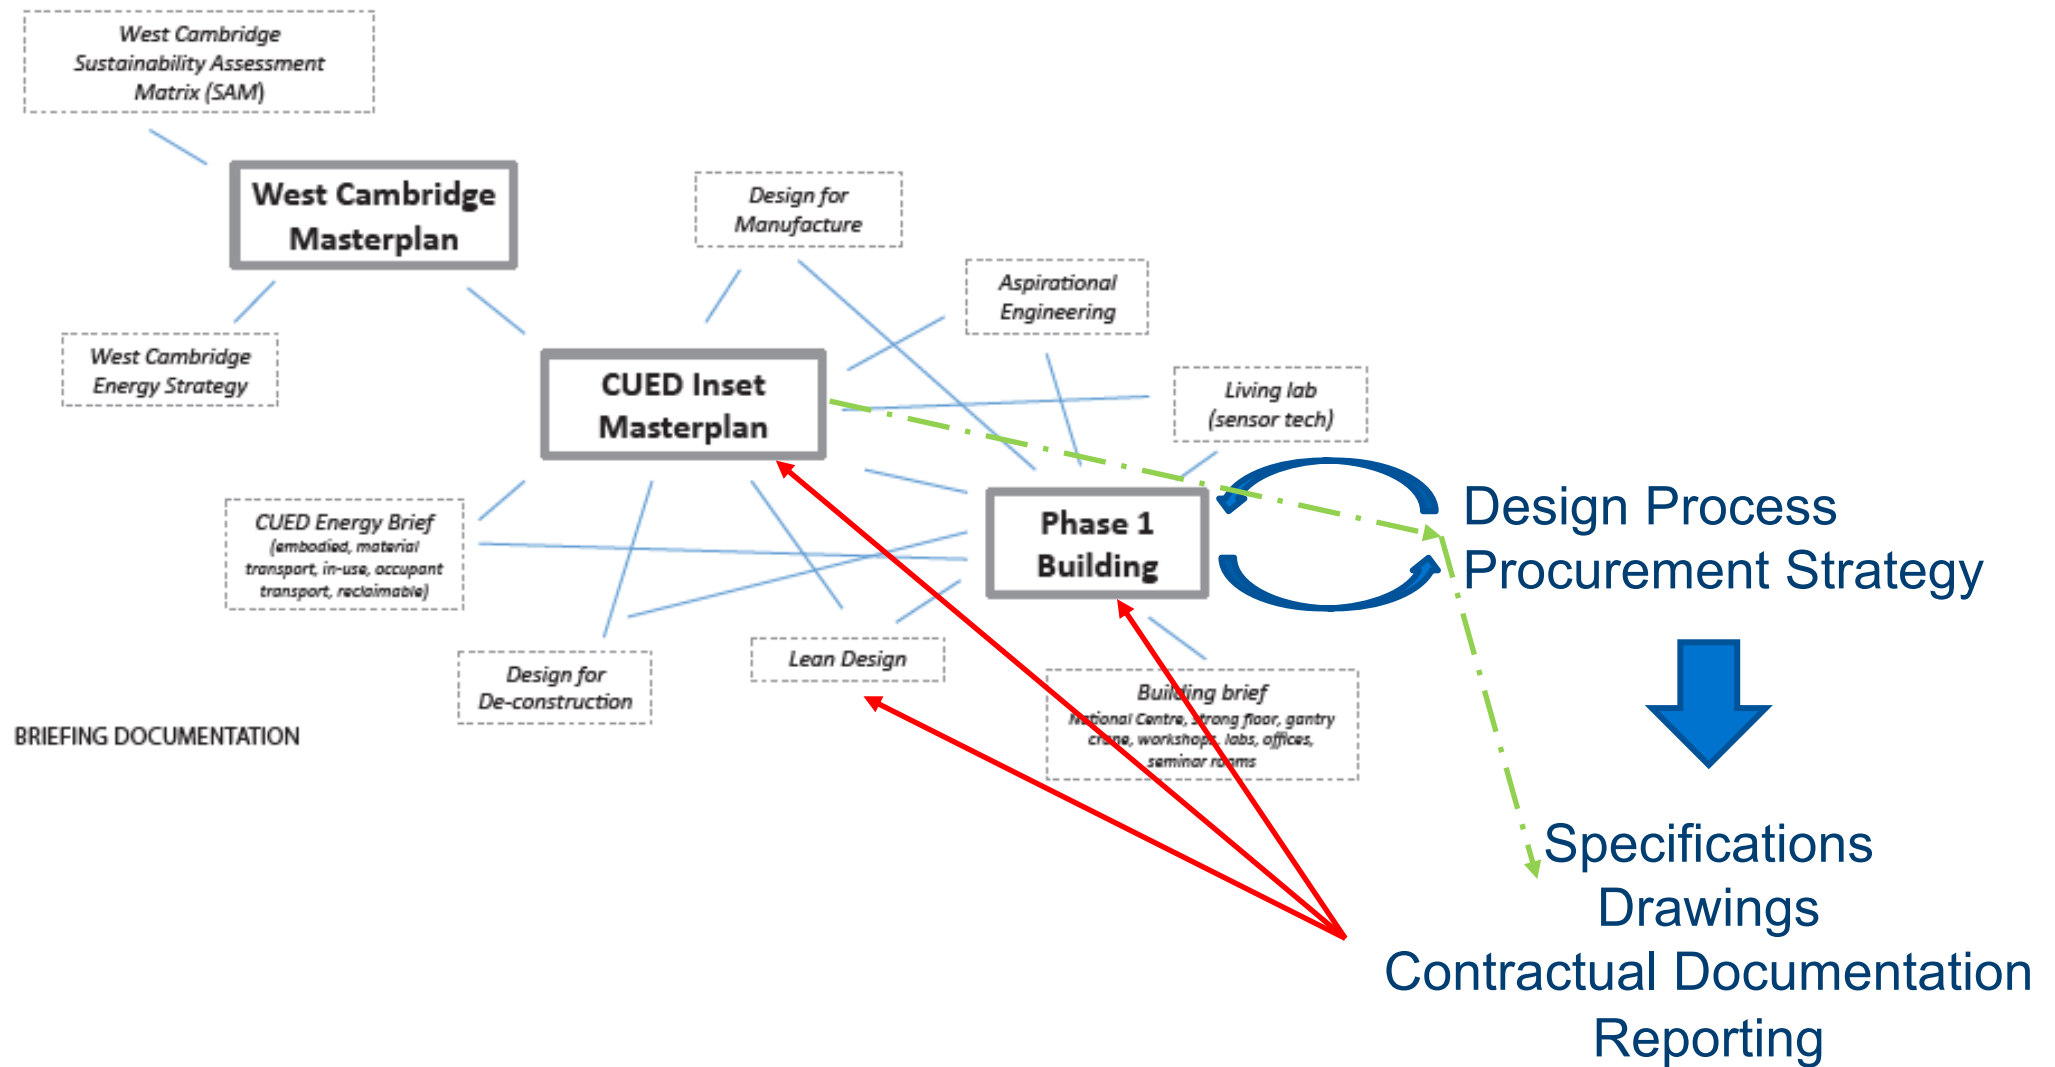 West Cambridge
Sustainability Assessment
Matrix (SAM)
West Cambridge
Masterplan
Design for
Manufacture
Aspirational
Engineering
West Cambridge
Energy Strategy
CUED Inset
Masterplan
Living lab
(sensor tech)
CUED Energy Brief
(embodied, material
transport, in-use, occupant
transport, reclaimable)
Phase 1
Building
Design Process
Procurement Strategy
Design for
De-construction
Lean Design
Building brief
National Centre, strong floor, gantry
crane, workshops, labs, offices,
seminar rooms
BRIEFING DOCUMENTATION
Specifications
Drawings
Contractual Documentation
Reporting